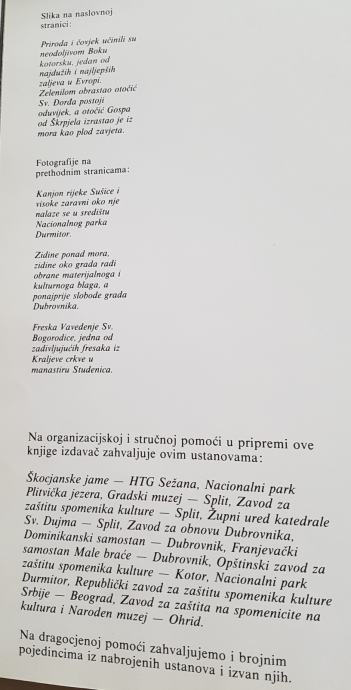 Slika na naslovnoj
stranici:
Priroda i čovjek učinili su
neodoljivom Boku
kotorsku, jedan od
najdužih i najljepših
zaljeva u Evropi.
Zelenilom obrastao otočić
Sv. Đorđa postoji
oduvijek, a otočić Gospa
od Škrpjela izrastao je iz
mora kao plod zavjeta.
Fotografije na
prethodnim stranicama:
Kanjon rijeke Sušice i
visoke zaravni oko nje
nalaze se u središtu
Nacionalnog parka
Durmitor.
Zidine ponad mora,
zidine oko grada radi
obrane materijalnoga i
kulturnoga blaga, a
ponajprije slobode grada
Dubrovnika.
Freska Vavedenje Sv.
Bogorodice, jedna od
zadivljujućih fresaka iz
Kraljeve crkve u
manastiru Studenica.
Na organizacijskoj i stručnoj pomoći u pripremi ove
knjige izdavač zahvaljuje ovim ustanovama:
Škocjanske jame — HTG Sežana, Nacionalni park
Plitvička jezera, Gradski muzej — Split, Zavod za
zaštitu spomenika kulture — Split, Župni ured katedrale
Sv. Dujma — Split, Zavod za obnovu Dubrovnika,
Dominikanski samostan — Dubrovnik, Franjevački
samostan Male braće — Dubrovnik, Opštinski zavod za
zaštitu spomenika kulture — Kotor, Nacionalni park
Durmitor, Republički zavod za zaštitu spomenika kulture
Srbije — Beograd, Zavod za zaštita na spomenicite na
kultura i Naroden muzej — Ohrid.
Na dragocjenoj pomoći zahvaljujemo i brojnim
pojedincima iz nabrojenih ustanova i izvan njih.